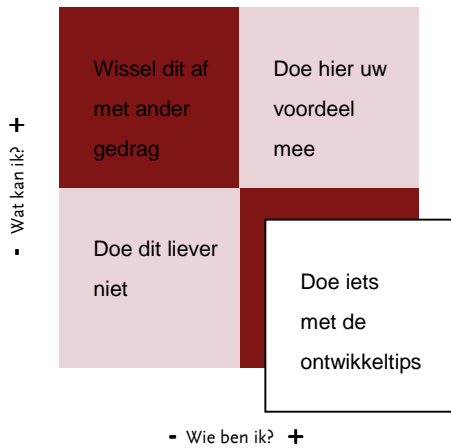 Wissel dit af
met ander
gedrag
Doe hier uw
voordeel
mee
- Wat kan ik? +
Doe dit liever
niet
Doe iets
met de
ontwikkeltips
- Wie ben ik? +